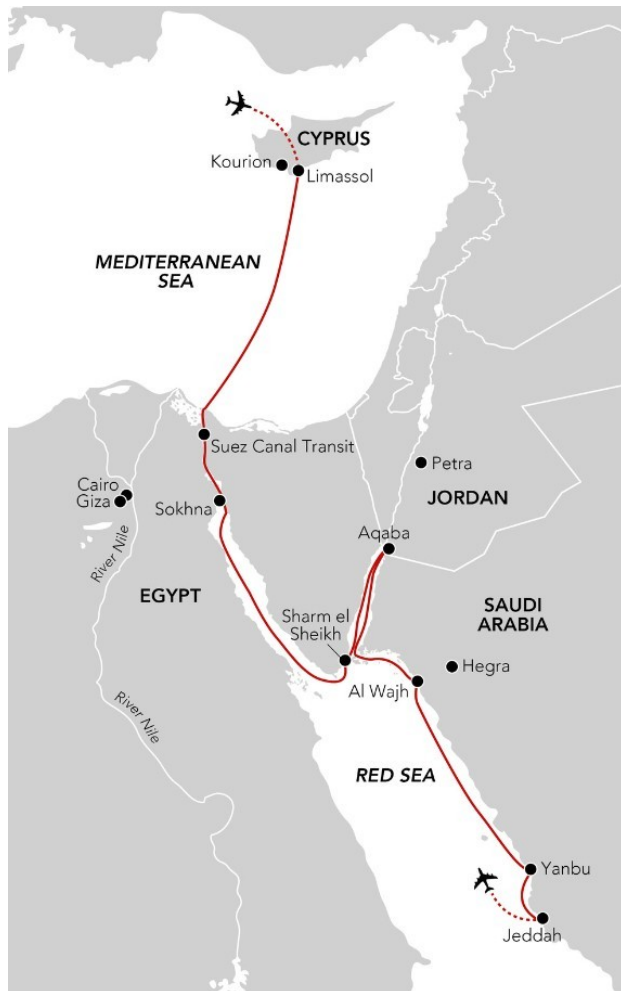 CYPRUS
Kourion
Limassol
MEDITERRANEAN
SEA
Suez Canal Transit
Petra
Cairo
Giza
Sokhna
JORDAN
River Nile
Aqaba
EGYPT
Sharm el
Sheikh
SAUDI
ARABIA
Hegra
Al Wajh
River Nile
RED SEA
Yanbu
Jeddah